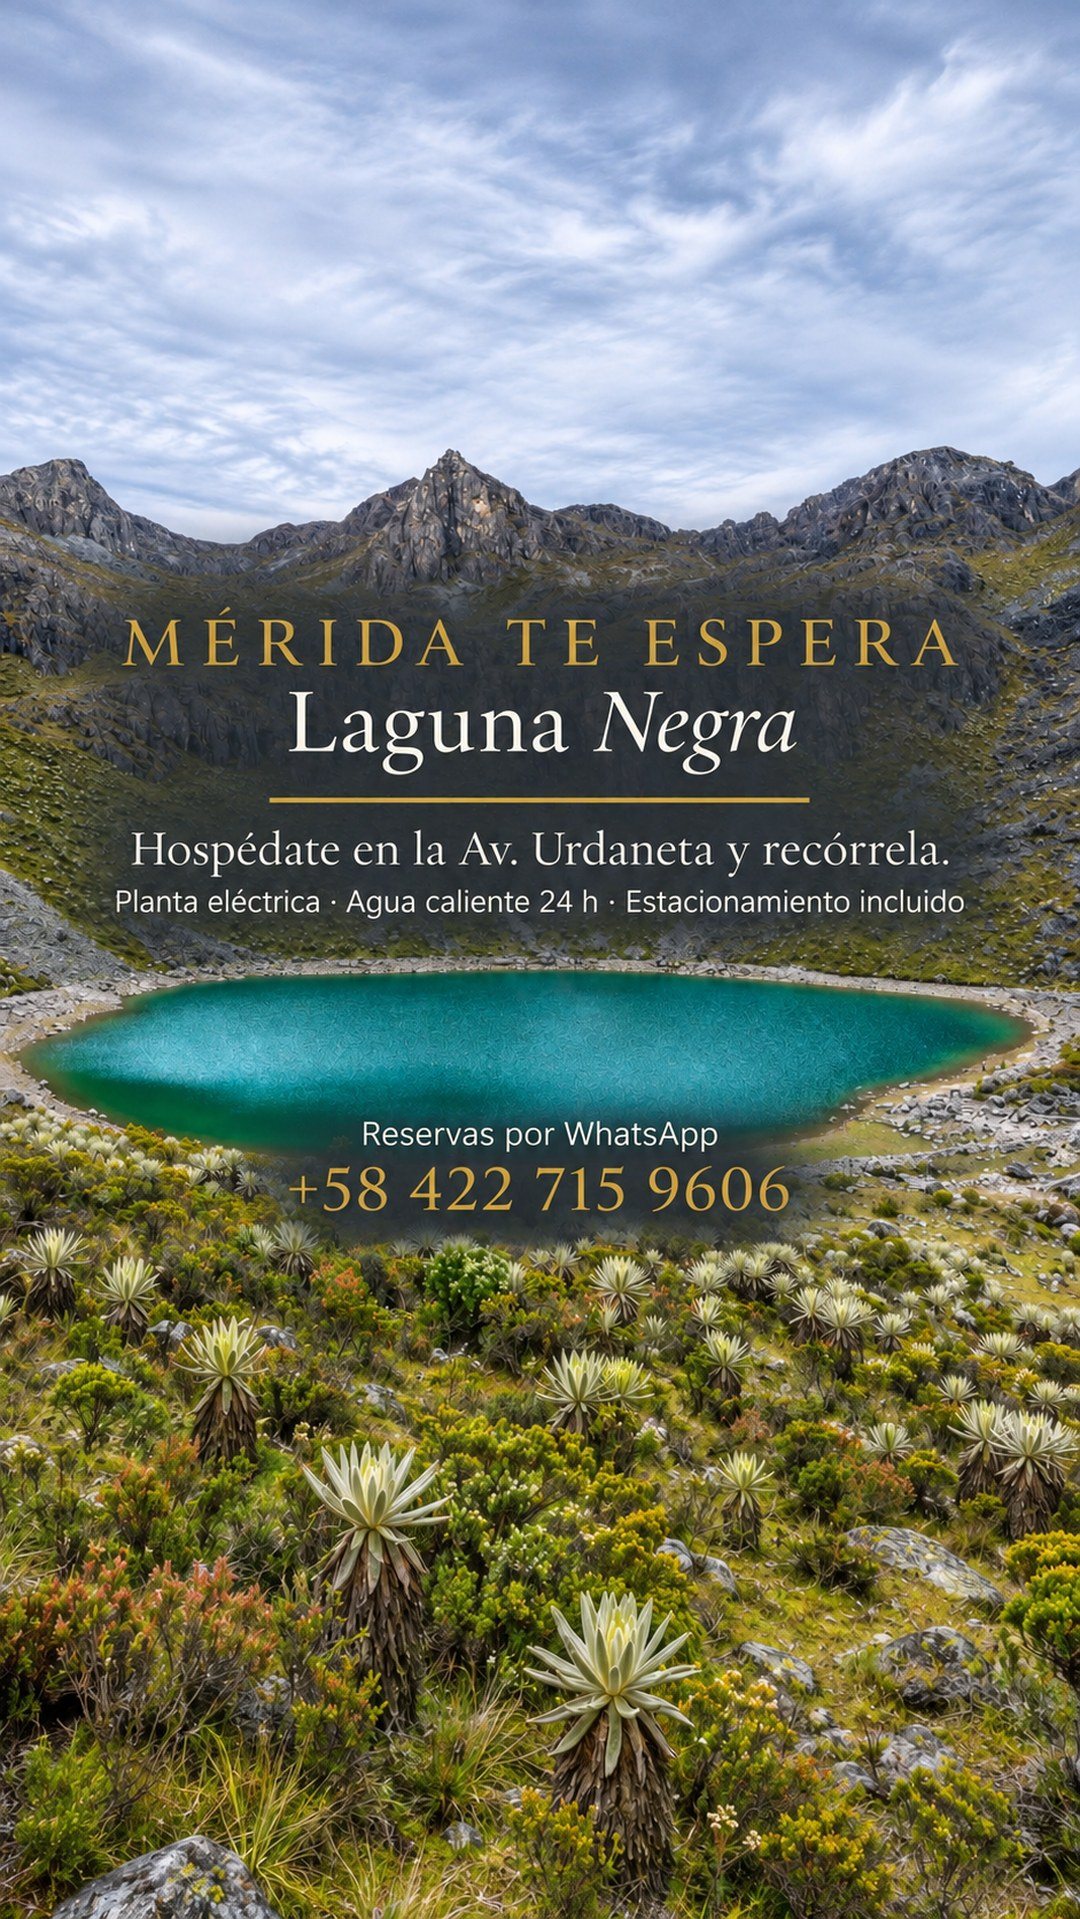 MÉRIDA TE ESPERA
Laguna Negra
Hospédate en la Av. Urdaneta y recórrela.
Planta eléctrica · Agua caliente 24 h · Estacionamiento incluido
Reservas por WhatsApp
+58 422 715 9606